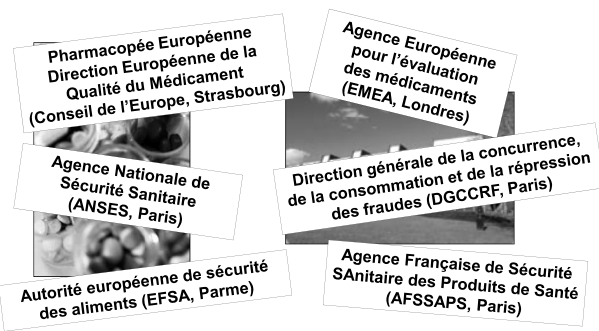 Pharmacopée Européenne
Direction Européenne de la
Qualité du Médicament
(Conseil de l'Europe, Strasbourg)
Agence Européenne
pour l'évaluation
des médicaments
(EMEA, Londres)
Agence Nationale de
Sécurité Sanitaire
(ANSES, Paris)
Direction générale de la concurrence,
de la consommation et de la répression
des fraudes (DGCCRF, Paris)
Autorité européenne de sécurité
des aliments (EFSA, Parme)
Agence Française de Sécurité
SAnitaire des Produits de Santé
(AFSSAPS, Paris)